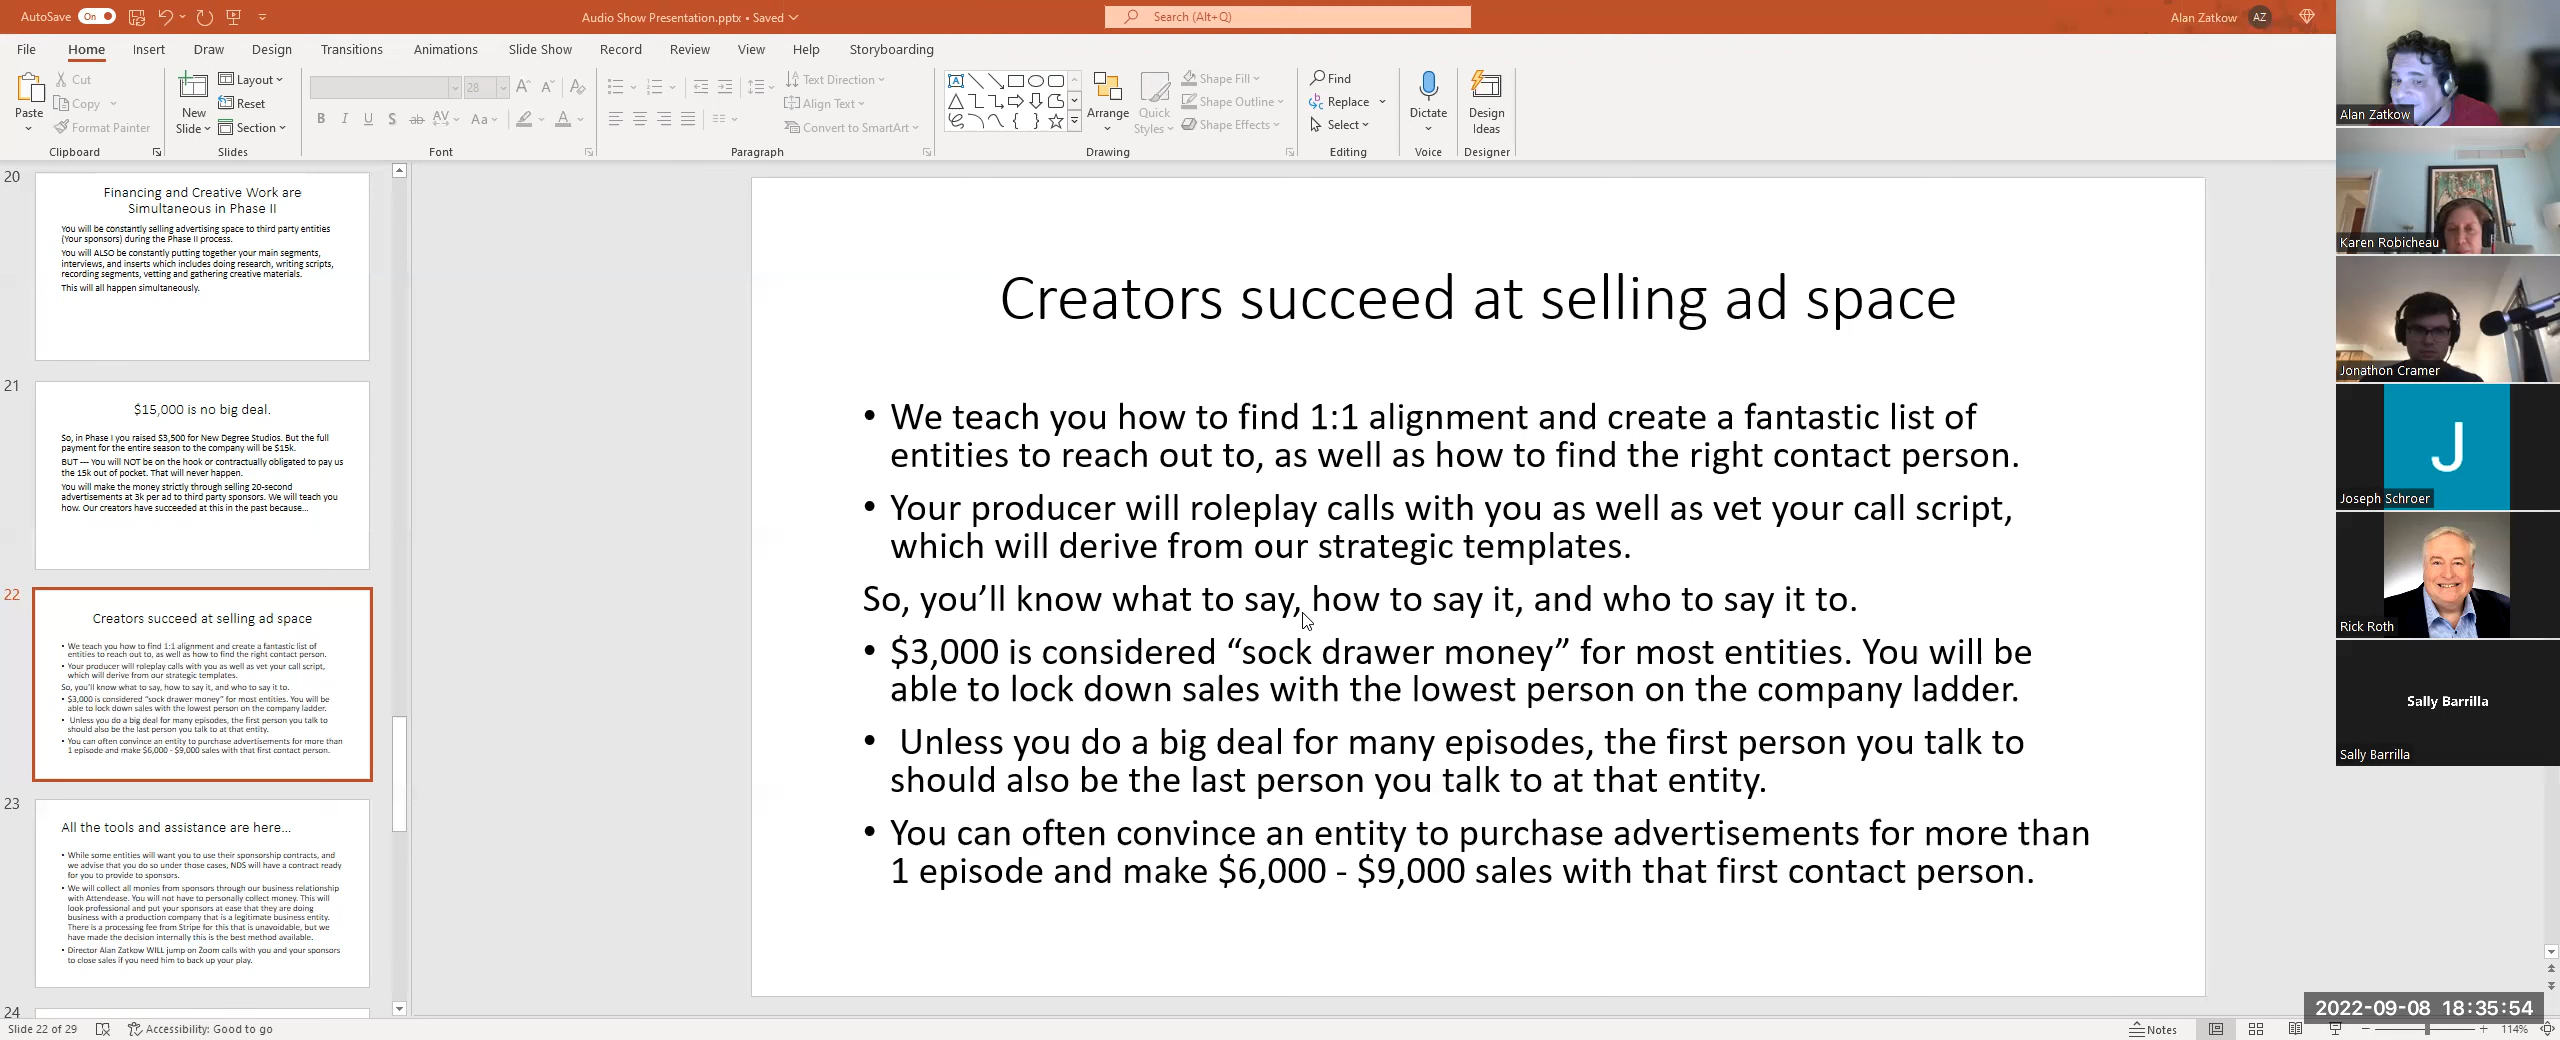 AutoSave On
Audio Show Presentation.pptx • Saved
Search (Alt+Q)
Alan Zatkow AZ
File Home Insert Draw Design Transitions Animations Slide Show Record Review View Help Storyboarding
Paste
Cut
Copy
Format Painter
Clipboard
New
Slide
Layout
Reset
Section
Slides
28
Font
Text Direction
Align Text
Convert to SmartArt
Paragraph
Arrange
Quick
Styles
Shape Fill
Shape Outline
Shape Effects
Drawing
Find
Replace
Select
Editing
Dictate
Voice
Design
Ideas
Designer
20
Financing and Creative Work are
Simultaneous in Phase II
You will be constantly selling advertising space to third party entities
(Your sponsors) during the Phase II process.
You will ALSO be constantly putting together your main segments,
interviews, and inserts which includes doing research, writing scripts,
recording segments, vetting and gathering creative materials.
This will all happen simultaneously.
21
$15,000 is no big deal.
So, in Phase I you raised $3,500 for New Degree Studios. But the full
payment for the entire season to the company will be $15k.
BUT --- You will NOT be on the hook or contractually obligated to pay us
the 15k out of pocket. That will never happen.
You will make the money strictly through selling 20-second
advertisements at 3k per ad to third party sponsors. We will teach you
how. Our creators have succeeded at this in the past because...
22
Creators succeed at selling ad space
• We teach you how to find 1:1 alignment and create a fantastic list of
entities to reach out to, as well as how to find the right contact person.
• Your producer will roleplay calls with you as well as vet your call script,
which will derive from our strategic templates.
So, you'll know what to say, how to say it, and who to say it to.
• $3,000 is considered “sock drawer money” for most entities. You will be
able to lock down sales with the lowest person on the company ladder.
• Unless you do a big deal for many episodes, the first person you talk to
should also be the last person you talk to at that entity.
• You can often convince an entity to purchase advertisements for more than
1 episode and make $6,000 - $9,000 sales with that first contact person.
23
All the tools and assistance are here...
• While some entities will want you to use their sponsorship contracts, and
we advise that you do so under those cases, NDS will have a contract ready
for you to provide to sponsors.
• We will collect all monies from sponsors through our business relationship
with Attendease. You will not have to personally collect money. This will
look professional and put your sponsors at ease that they are doing
business with a production company that is a legitimate business entity.
There is a processing fee from Stripe for this that is unavoidable, but we
have made the decision internally this is the best method available.
• Director Alan Zatkow WILL jump on Zoom calls with you and your sponsors
to close sales if you need him to back up your play.
24
Creators succeed at selling ad space
• We teach you how to find 1:1 alignment and create a fantastic list of
entities to reach out to, as well as how to find the right contact person.
• Your producer will roleplay calls with you as well as vet your call script,
which will derive from our strategic templates.
So, you’ll know what to say, how to say it, and who to say it to.
• $3,000 is considered “sock drawer money” for most entities. You will be
able to lock down sales with the lowest person on the company ladder.
• Unless you do a big deal for many episodes, the first person you talk to
should also be the last person you talk to at that entity.
• You can often convince an entity to purchase advertisements for more than
1 episode and make $6,000 - $9,000 sales with that first contact person.
Alan Zatkow
Karen Robicheau
Jonathon Cramer
J
Joseph Schroer
Rick Roth
Sally Barrilla
Sally Barrilla
2022-09-08 18:35:54
Slide 22 of 29
Accessibility: Good to go
Notes
114%